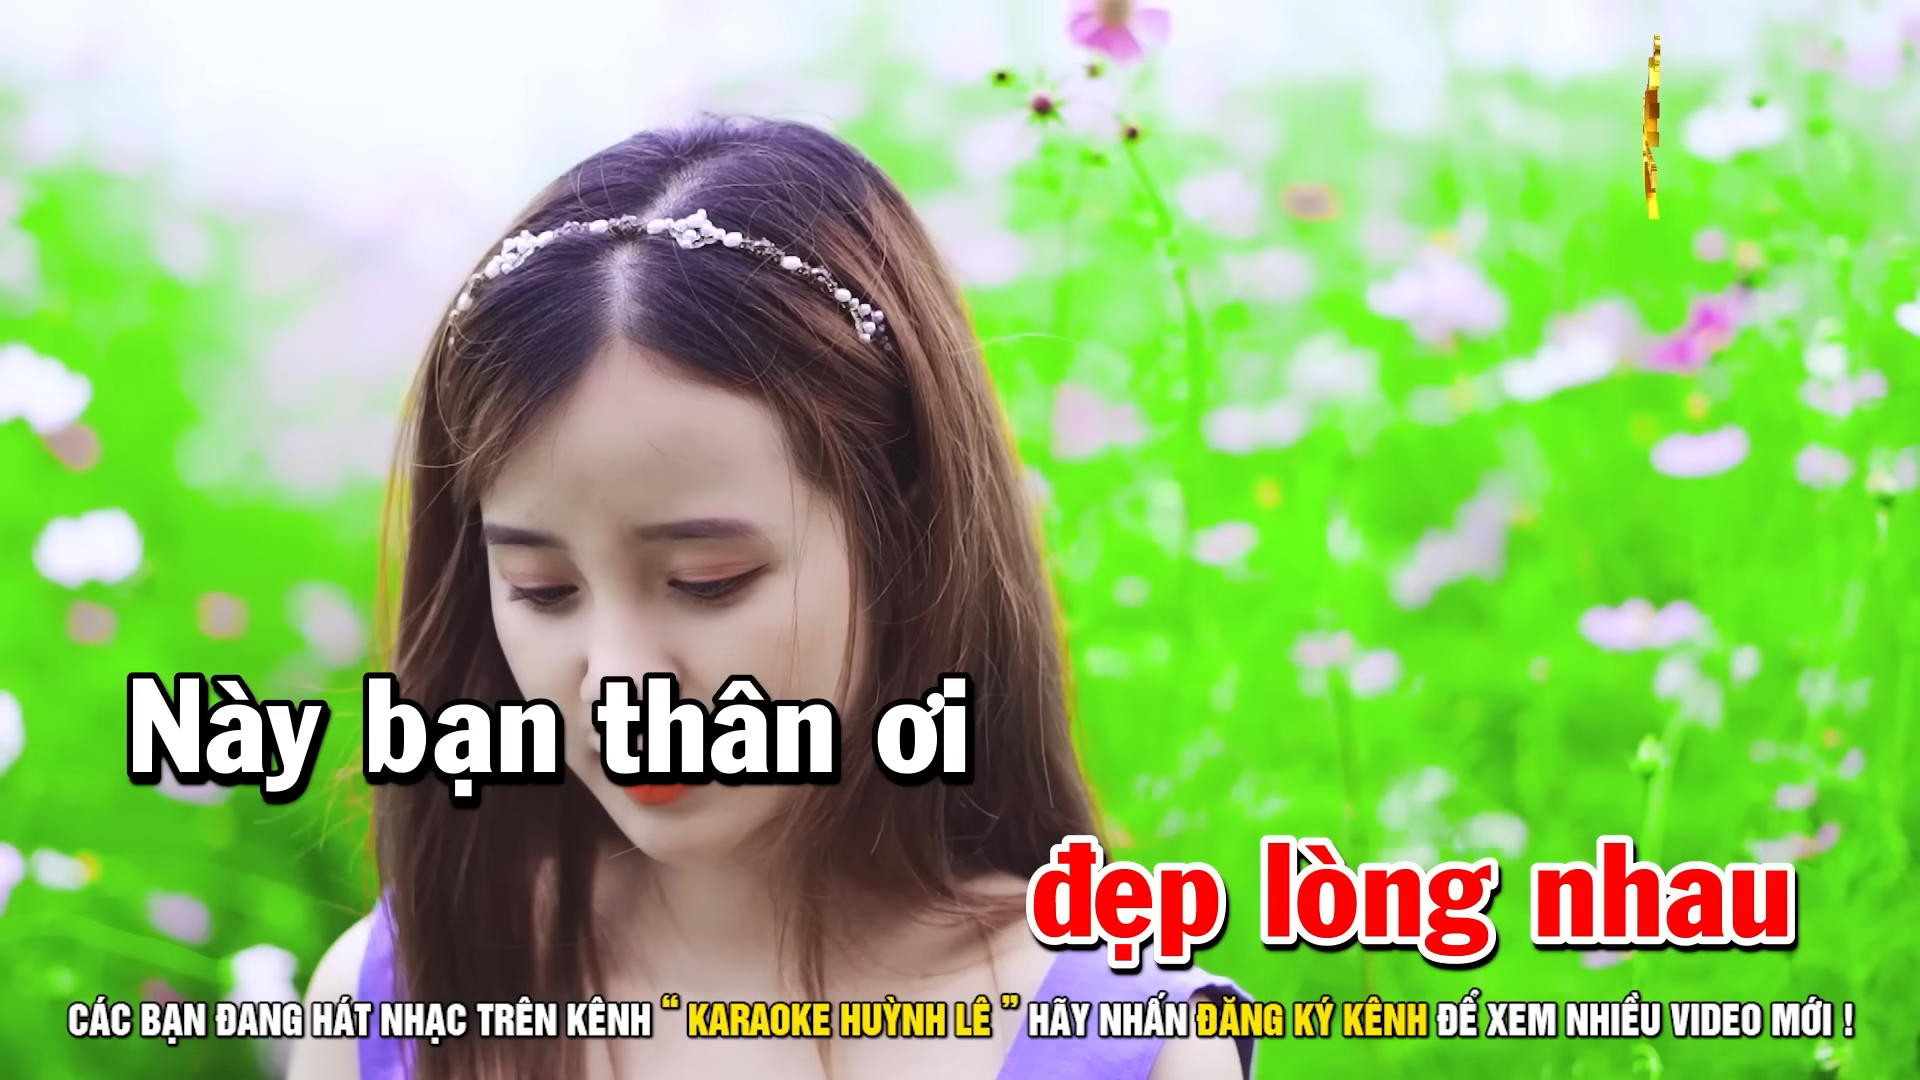 Này bạn thân ơi
đẹp lòng nhau
CÁC BẠN ĐANG HÁT NHẠC TRÊN KÊNH “ KARAOKE HUỲNH LÊ ” HÃY NHẤN ĐĂNG KÝ KÊNH ĐỂ XEM NHIỀU VIDEO MỚI !